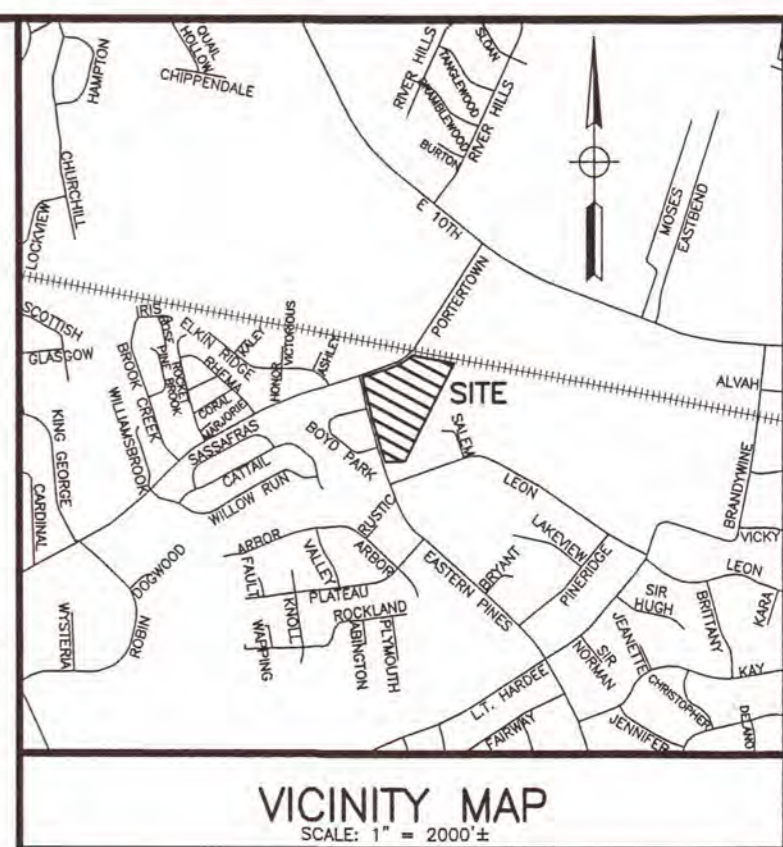 HAMPTON
QUAIL
HOLLOW
CHIPPENDALE
CHURCHILL
LOCKVIEW
RIVER HILLS
SLOAN
TANGLEWOOD
BRAMBLEWOOD
BURTON
RIVER HILLS
E 10TH
MOSES
EASTBEND
PORTERTOWN
SCOTTISH
GLASGOW
IRIS
ELKIN RIDGE
KALEY
VICTORIOUS
HONOR
ASHLEY
RHEMA
PINE BROOK
ROCKET
CORAL
MARJORIE
BROOK CREEK
WILLIAMSBROOK
SASSAFRAS
CATTAIL
WILLOW RUN
BOYD PARK
SITE
SALEM
ALVAH
KING GEORGE
CARDINAL
DOGWOOD
ROBIN
WYSTERIA
ARBOR
FAULT
VALLEY
ARBOR
PLATEAU
KNOLL
WAPPING
ROCKLAND
ABINGTON
PLYMOUTH
RUSTIC
EASTERN PINES
LEON
LAKEVIEW
BRYANT
PINERIDGE
BRANDYWINE
VICKY
LEON
KARA
SIR
HUGH
BRITTANY
JEANETTE
SIR
NORMAN
CHRISTOPHER
KAY
DELANO
JENNIFER
L.T. HARDEE
FAIRWAY
VICINITY MAP
SCALE: 1" = 2000'±